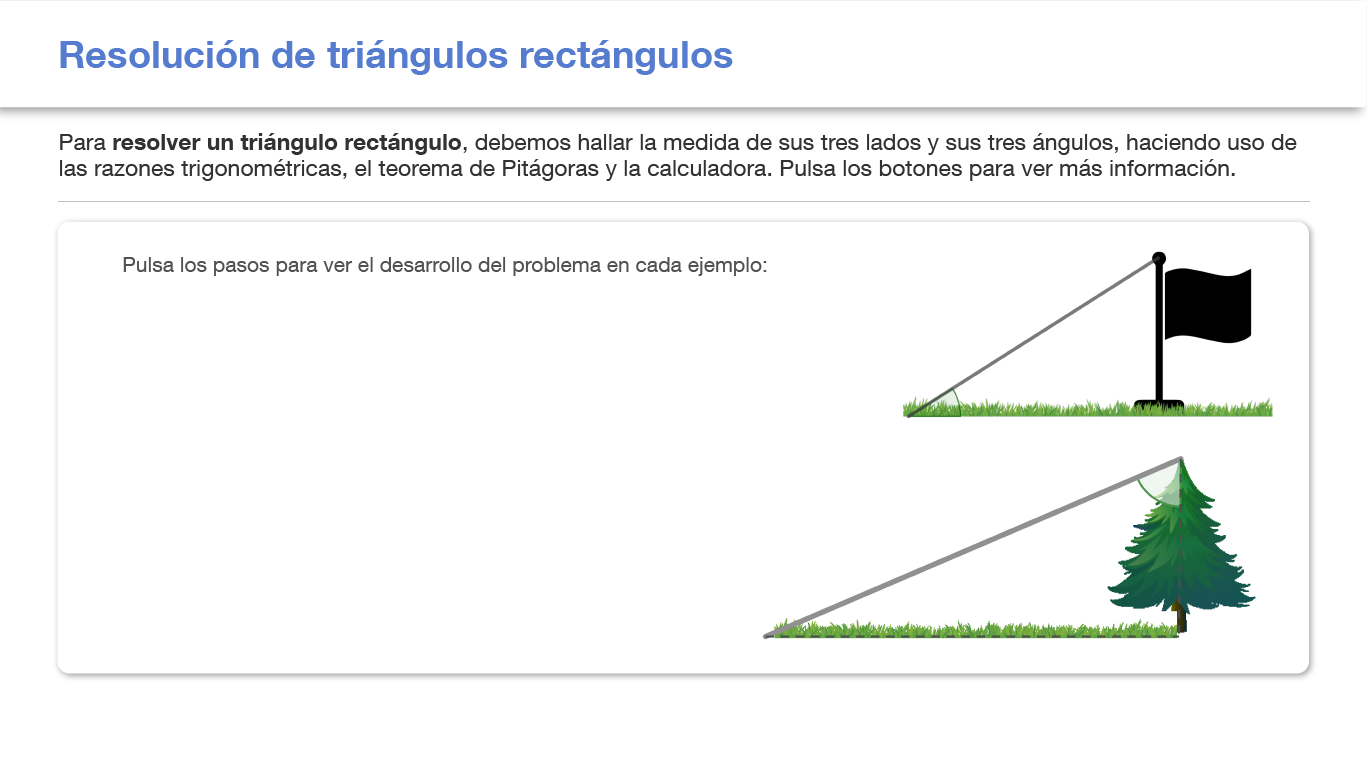 Resolución de triángulos rectángulos
Para resolver un triángulo rectángulo, debemos hallar la medida de sus tres lados y sus tres ángulos, haciendo uso de
las razones trigonométricas, el teorema de Pitágoras y la calculadora. Pulsa los botones para ver más información.
Pulsa los pasos para ver el desarrollo del problema en cada ejemplo: